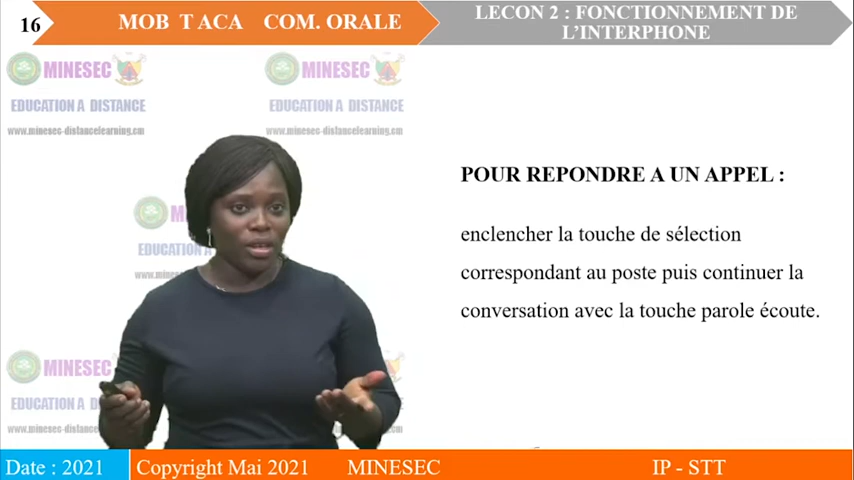 16
MOB T ACA COM. ORALE
LECON 2 : FONCTIONNEMENT DE
L’INTERPHONE
MINESEC
MINESEC
EDUCATION A DISTANCE
EDUCATION A DISTANCE
www.minesec-distancelearning.cm
www.minesec-distancelearning.cm
POUR REPONDRE A UN APPEL :
enclencher la touche de sélection
correspondant au poste puis continuer la
conversation avec la touche parole écoute.
EDUCATION A
MINESEC
EDUCATION A
Date : 2021
Copyright Mai 2021
MINESEC
IP - STT